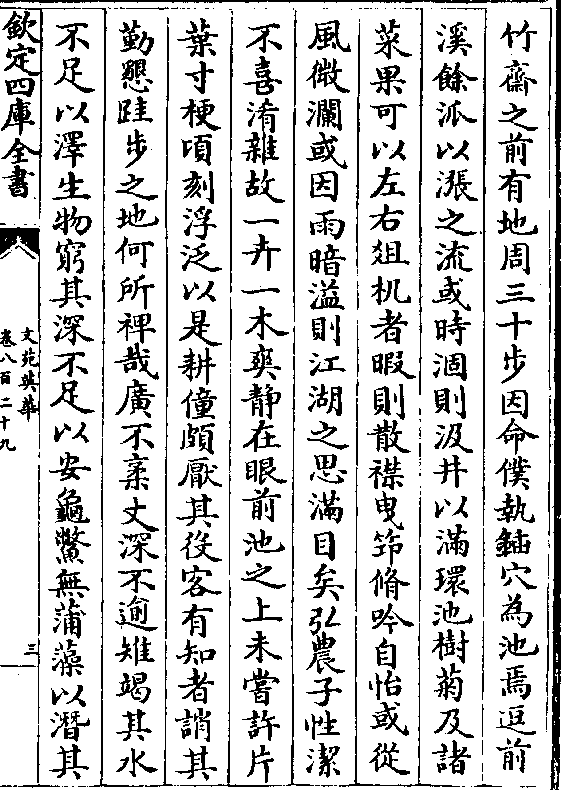 竹齋之前有地周三十步因命僕執鍤穴為池焉逗前
溪餘派以漲之流或時涸則汲井以滿環池樹菊及諸
菜果可以左右爼机者暇則散襟曳筇脩吟自怡或從
風微瀾或因雨暗溢則江湖之思滿目矣弘農子性潔
不喜淆雜故一卉一木爽靜在眼前池之上未嘗許片
葉寸梗頃刻浮泛以是耕僮頗厭其役客有知者誚其
勤懇跬步之地何所裨哉廣不袤丈深不逾雉竭其水
不足以澤生物窮其深不足以安龜鱉無蒲藻以潛其
欽定四庫全書
文苑英華
卷八百二十九
三